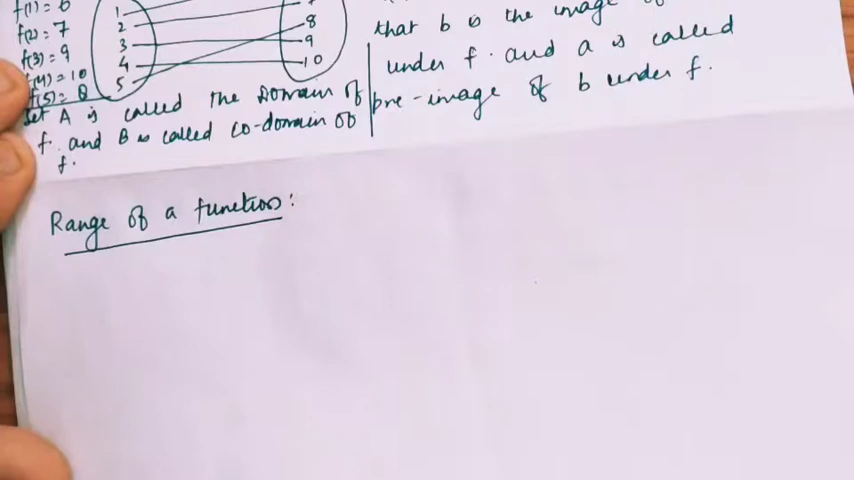 f(1) = 6
f(2) = 7
f(3) = 9
f(4) = 10
f(5) = 8
1
2
3
4
5
8
9
10
Set A is called the Domain of
f. and B is called co-domain of
f.
that b is the image
under f. and a is called
pre-image of b under f.
Range of a function: